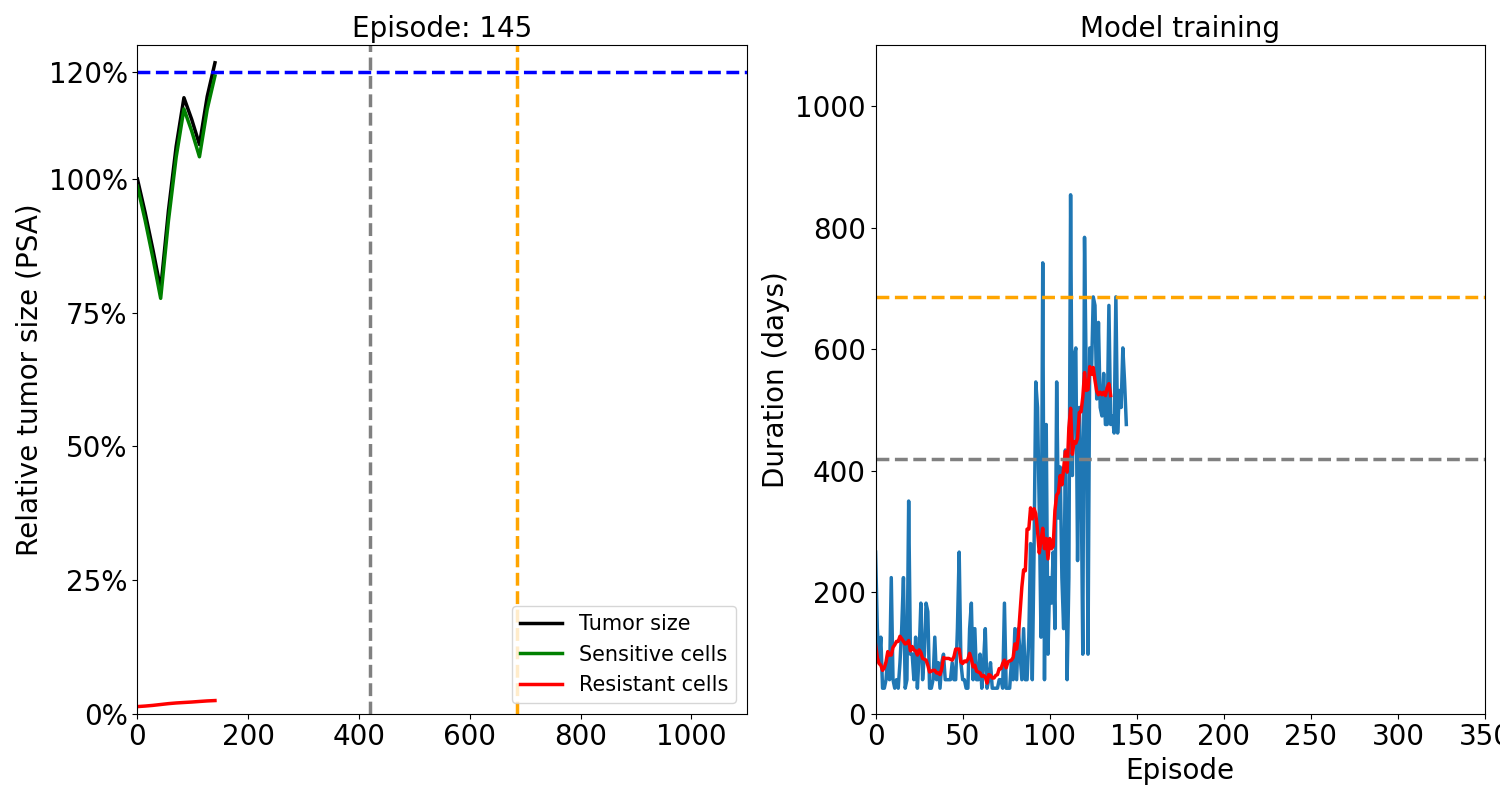 Episode: 145
Relative tumor size (PSA)
120%
100%
75%
50%
25%
0%
0 200 400 600 800 1000
Tumor size
Sensitive cells
Resistant cells
Model training
Duration (days)
1000
800
600
400
200
0
0 50 100 150 200 250 300 350
Episode